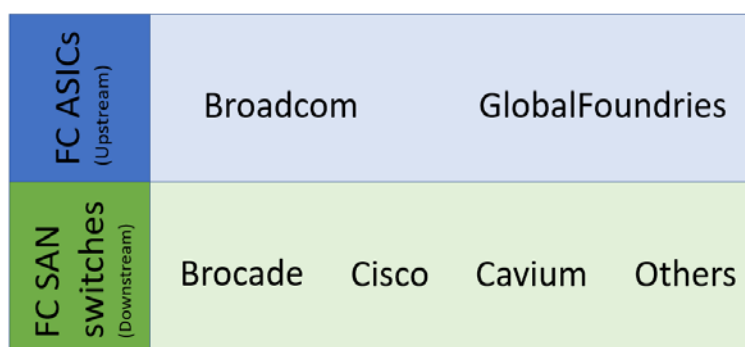 FC ASICs
(Upstream)
Broadcom GlobalFoundries
FC SAN
switches
(Downstream)
Brocade Cisco Cavium Others